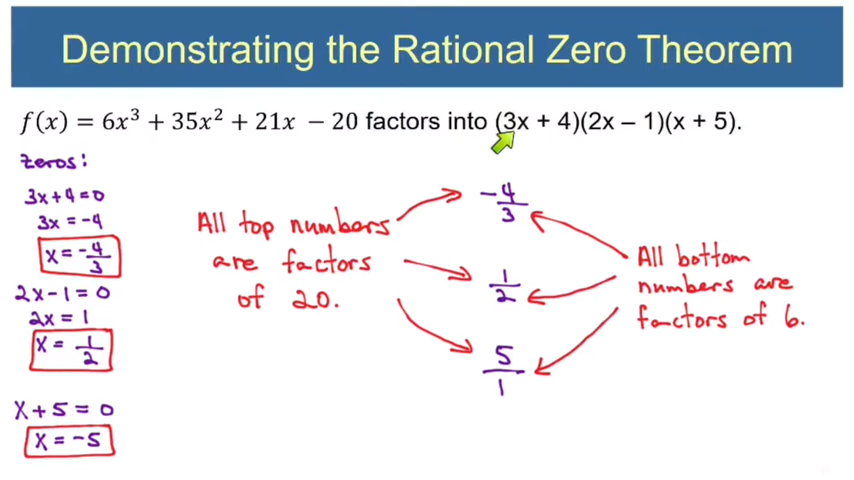 Demonstrating the Rational Zero Theorem
f(x) = 6x³ + 35x² + 21x − 20 factors into (3x + 4)(2x − 1)(x + 5).
Zeros:
3x+4=0
3x = -4
x = -4/3
2x-1=0
2x = 1
x = 1/2
x+5=0
x = -5
All top numbers
are factors
of 20.
-4/3
1/2
5/1
All bottom
numbers are
factors of 6.